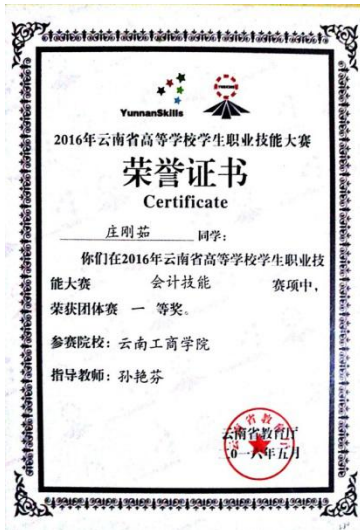 YunnanSkills
2016年云南省高等学校学生职业技能大赛
荣誉证书
Certificate
庄刚茹 同学：
你们在2016年云南省高等学校学生职业技
能大赛 会计技能 赛项中，
荣获团体赛 一 等奖。
参赛院校：云南工商学院
指导教师：孙艳芬
云南省教育厅
二0一六年五月